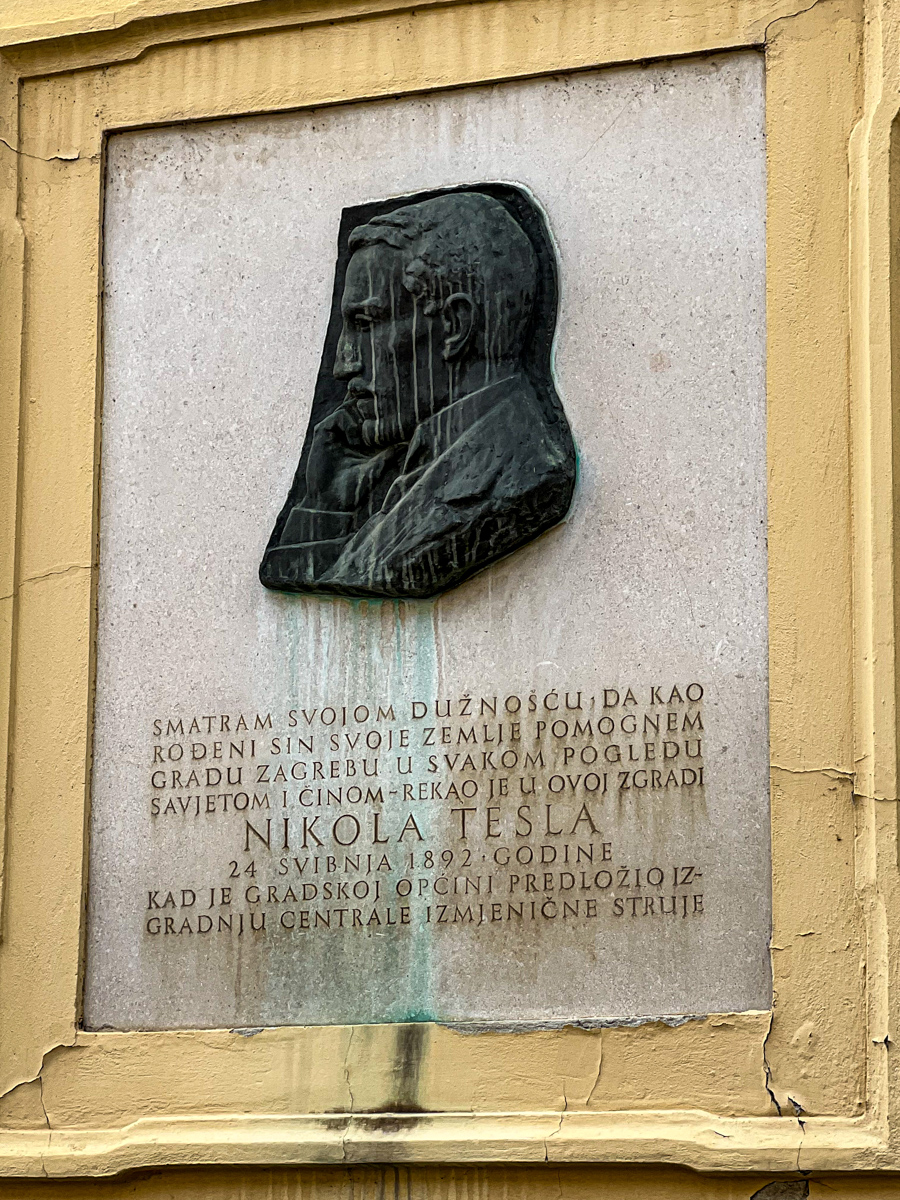 SMATRAM SVOJOM DUŽNOŠĆU, DA KAO
ROĐENI SIN SVOJE ZEMLJE POMOGNEM
GRADU ZAGREBU U SVAKOM POGLEDU
SAVJETOM I ČINOM-REKAO JE U OVOJ ZGRADI
NIKOLA TESLA
24. SVIBNJA 1892. GODINE
KAD JE GRADSKOJ OPĆINI PREDLOŽIO IZ-
GRADNJU CENTRALE IZMJENIČNE STRUJE